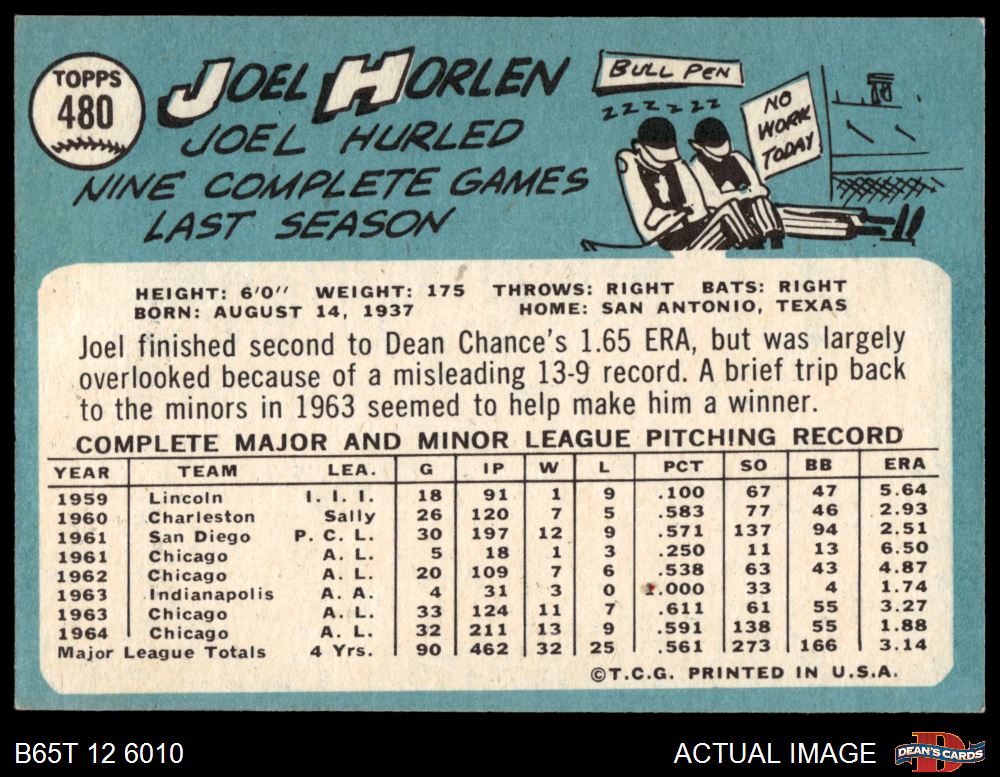 TOPPS
480
JOEL HORLEN
JOEL HURLED
NINE COMPLETE GAMES
LAST SEASON
BULL PEN
ZZZZZZZ
NO
WORK
TODAY
HEIGHT: 6'0" WEIGHT: 175 THROWS: RIGHT BATS: RIGHT
BORN: AUGUST 14, 1937 HOME: SAN ANTONIO, TEXAS
Joel finished second to Dean Chance's 1.65 ERA, but was largely
overlooked because of a misleading 13-9 record. A brief trip back
to the minors in 1963 seemed to help make him a winner.
COMPLETE MAJOR AND MINOR LEAGUE PITCHING RECORD
YEAR TEAM LEA. G IP W L PCT SO BB ERA
1959 Lincoln I. I. I. 18 91 1 9 .100 67 47 5.64
1960 Charleston Sally 26 120 7 5 .583 77 46 2.93
1961 San Diego P. C. L. 30 197 12 9 .571 137 94 2.51
1961 Chicago A. L. 5 18 1 3 .250 11 13 6.50
1962 Chicago A. L. 20 109 7 6 .538 63 43 4.87
1963 Indianapolis A. A. 4 31 3 0 1.000 33 4 1.74
1963 Chicago A. L. 33 124 11 7 .611 61 55 3.27
1964 Chicago A. L. 32 211 13 9 .591 138 55 1.88
Major League Totals 4 Yrs. 90 462 32 25 .561 273 166 3.14
©T.C.G. PRINTED IN U.S.A.
B65T 12 6010
ACTUAL IMAGE
D
DEAN'S CARDS